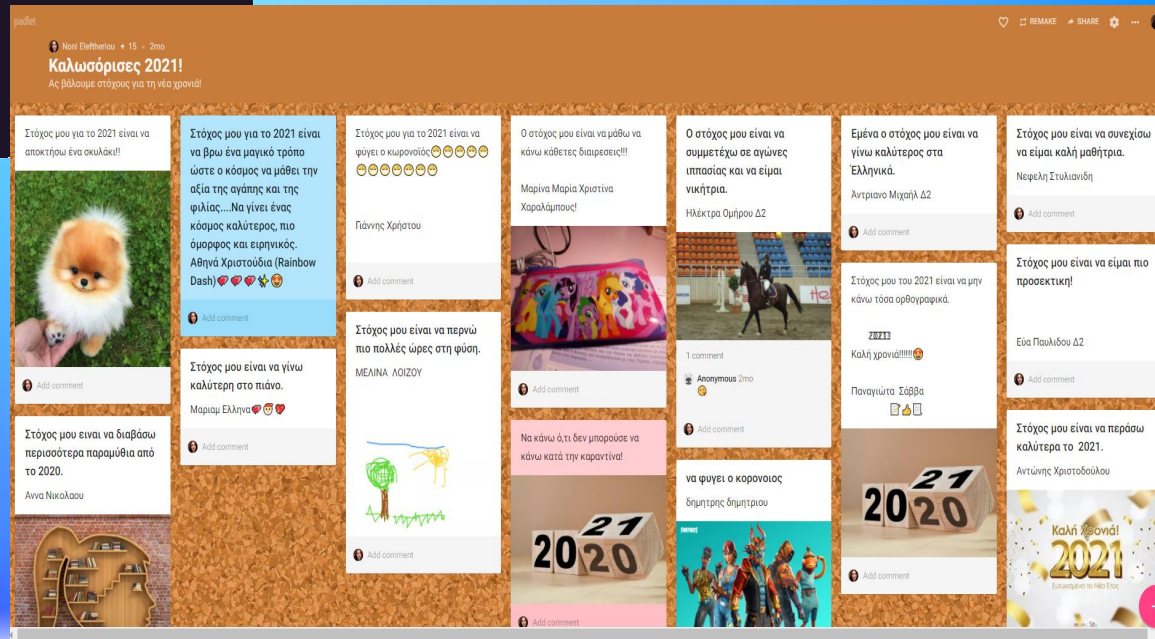 padlet
REMAKE
SHARE
Noni Eleftheriou + 15 • 2mo
Καλωσόρισες 2021!
Ας βάλουμε στόχους για τη νέα χρονιά!
Στόχος μου για το 2021 είναι να
αποκτήσω ένα σκυλάκι!!
Add comment
Στόχος μου ειναι να διαβάσω
περισσότερα παραμύθια από
το 2020.
Αννα Νικολαου
Στόχος μου για το 2021 είναι
να βρω ένα μαγικό τρόπο
ώστε ο κόσμος να μάθει την
αξία της αγάπης και της
φιλίας....Να γίνει ένας
κόσμος καλύτερος, πιο
όμορφος και ειρηνικός.
Αθηνά Χριστούδια (Rainbow
Dash)💖💖💖✨😍
Add comment
Στόχος μου είναι να γίνω
καλύτερη στο πιάνο.
Μαριαμ Ελληνα
Add comment
Στόχος μου για το 2021 είναι να
φύγει ο κωρονοϊός😁😁😁😁😁
😁😁😁😁😁😁😁
Γιάννης Χρήστου
Add comment
Στόχος μου είναι να περνώ
πιο πολλές ώρες στη φύση.
ΜΕΛΙΝΑ ΛΟΙΖΟΥ
Add comment
Ο στόχος μου είναι να μάθω να
κάνω κάθετες διαιρεσεις!!!
Μαρίνα Μαρία Χριστίνα
Χαραλάμπους!
Add comment
Να κάνω ό,τι δεν μπορούσε να
κάνω κατά την καραντίνα!
2021
2020
Add comment
Ο στόχος μου είναι να
συμμετέχω σε αγώνες
ιππασίας και να είμαι
νικήτρια.
Ηλέκτρα Ομήρου Δ2
1 comment
Anonymous 2mo
😘
Add comment
να φυγει ο κορονοιος
δημητρης δημητριου
FORTNITE
Εμένα ο στόχος μου είναι να
γίνω καλύτερος στα
Έλληνικά.
Άντριανο Μιχαήλ Δ2
Add comment
Στόχος μου του 2021 είναι να μην
κάνω τόσα ορθογραφικά.
2021?
Καλή χρονιά!!!!!!😍
Παναγιώτα Σάββα
📝👍📃
2021
2020
Add comment
Στόχος μου είναι να συνεχίσω
να είμαι καλή μαθήτρια.
Νεφελη Στυλιανιδη
Add comment
Στόχος μου είναι να είμαι πιο
προσεκτικη!
Εύα Παυλιδου Δ2
Add comment
Στόχος μου είναι να περάσω
καλύτερα το 2021.
Αντώνης Χριστοδούλου
Καλή Χρονιά!
2021
Ευτυχισμένο το Νέο Έτος